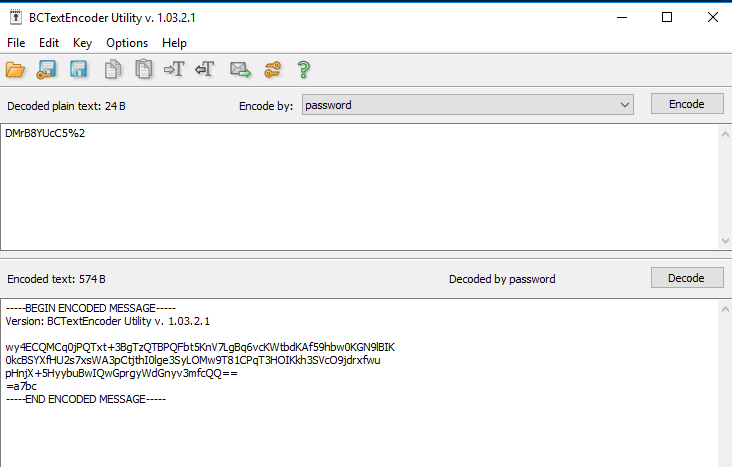 BCTextEncoder Utility v. 1.03.2.1
File Edit Key Options Help
Decoded plain text: 24 B Encode by: password Encode
DMrB8YUcC5%2
Encoded text: 574 B Decoded by password Decode
-----BEGIN ENCODED MESSAGE-----
Version: BCTextEncoder Utility v. 1.03.2.1
wy4ECQMCq0jPQTxt+3BgTzQTBPQFbt5KnV7LgBq6vcKWtbdKAf59hbw0KGN9lBIK
0kcBSYXfHU2s7xsWA3pCtjthI0lge3SyLOMw9T81CPqT3HOIKkh3SVcO9jdrxfwu
pHnjX+5HyybuBwIQwGprgyWdGnyv3mfcQQ==
=a7bc
-----END ENCODED MESSAGE-----